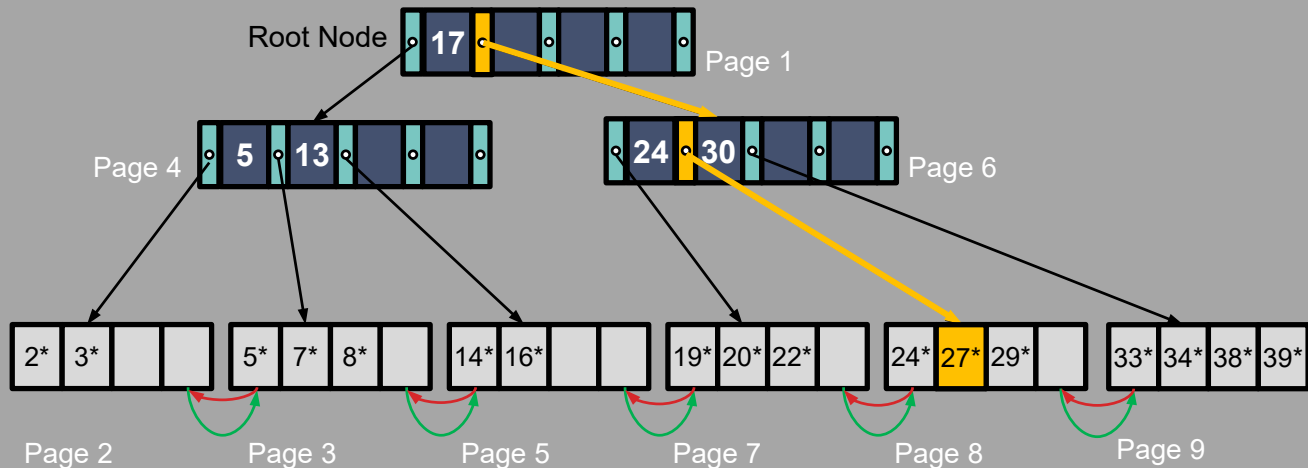 Root Node
17
Page 1
Page 4
5 13
24 30
Page 6
2* 3*
5* 7* 8*
14* 16*
19* 20* 22*
24* 27* 29*
33* 34* 38* 39*
Page 2
Page 3
Page 5
Page 7
Page 8
Page 9